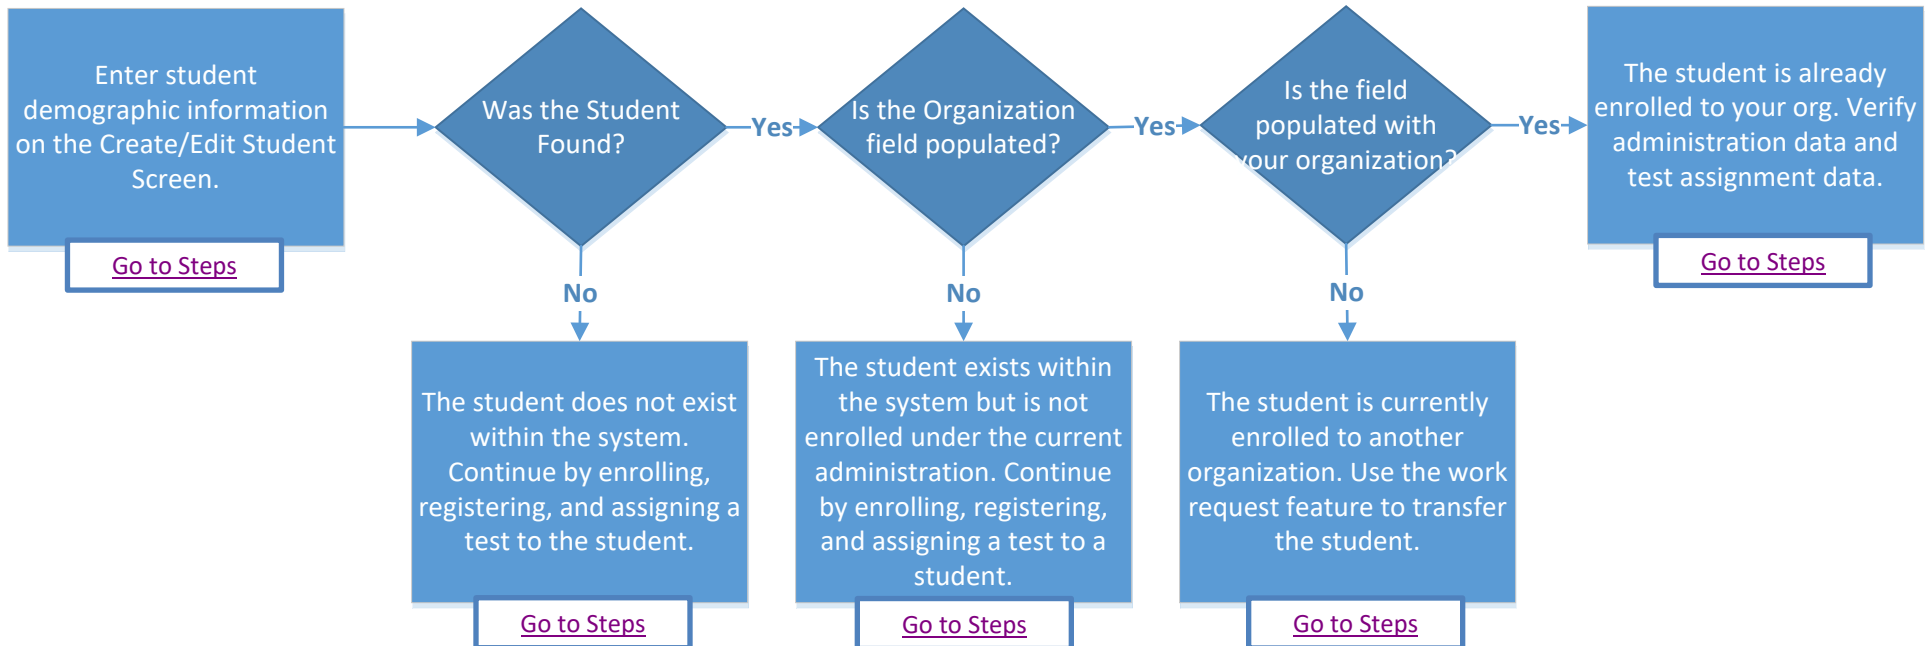 Enter student
demographic information
on the Create/Edit Student
Screen.
Go to Steps
Was the Student
Found?
Yes
No
Is the Organization
field populated?
Yes
No
Is the field
populated with
your organization?
Yes
No
The student is already
enrolled to your org. Verify
administration data and
test assignment data.
Go to Steps
The student does not exist
within the system.
Continue by enrolling,
registering, and assigning a
test to the student.
Go to Steps
The student exists within
the system but is not
enrolled under the current
administration. Continue
by enrolling, registering,
and assigning a test to a
student.
Go to Steps
The student is currently
enrolled to another
organization. Use the work
request feature to transfer
the student.
Go to Steps